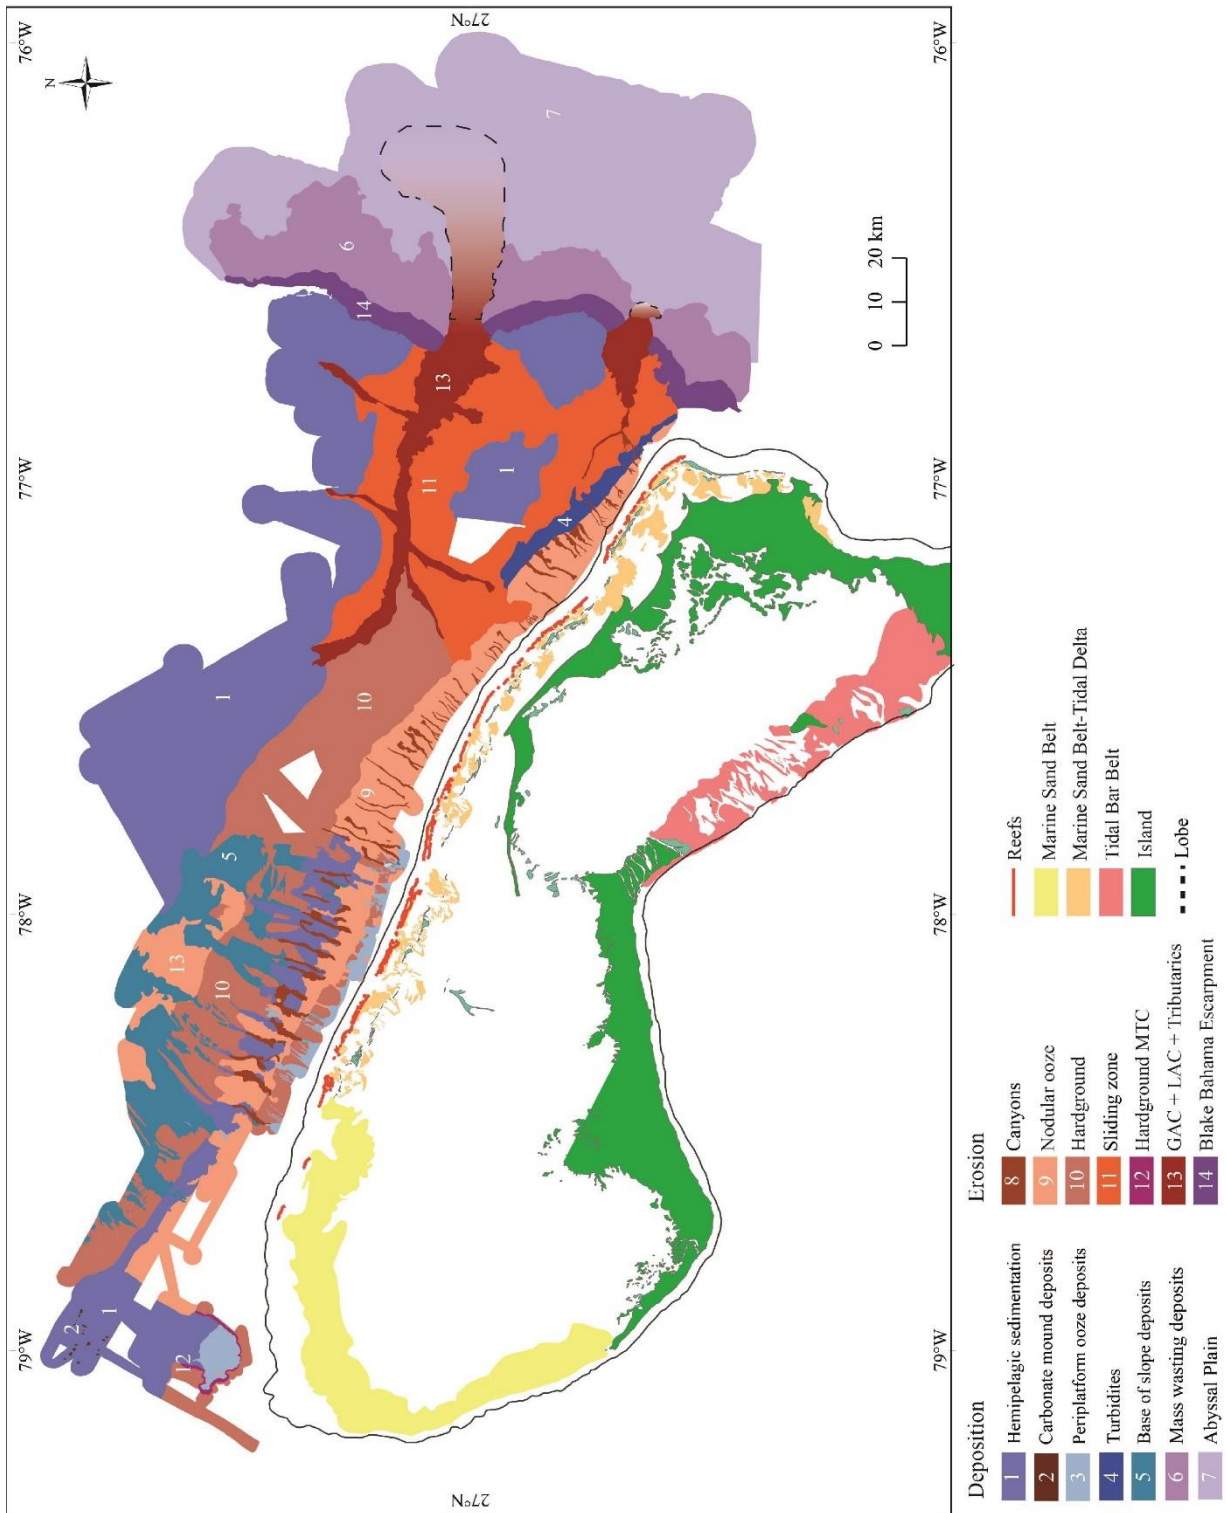 76°W
77°W
78°W
79°W
27°N
27°N
N
76°W
77°W
78°W
79°W
7
6
14
13
1
11
4
1
10
9
5
13
10
2
1
12
0 10 20 km
Deposition
1 Hemipelagic sedimentation
2 Carbonate mound deposits
3 Periplatform ooze deposits
4 Turbidites
5 Base of slope deposits
6 Mass wasting deposits
7 Abyssal Plain
Erosion
8 Canyons
9 Nodular ooze
10 Hardground
11 Sliding zone
12 Hardground MTC
13 GAC + LAC + Tributaries
14 Blake Bahama Escarpment
Reefs
Marine Sand Belt
Marine Sand Belt-Tidal Delta
Tidal Bar Belt
Island
Lobe